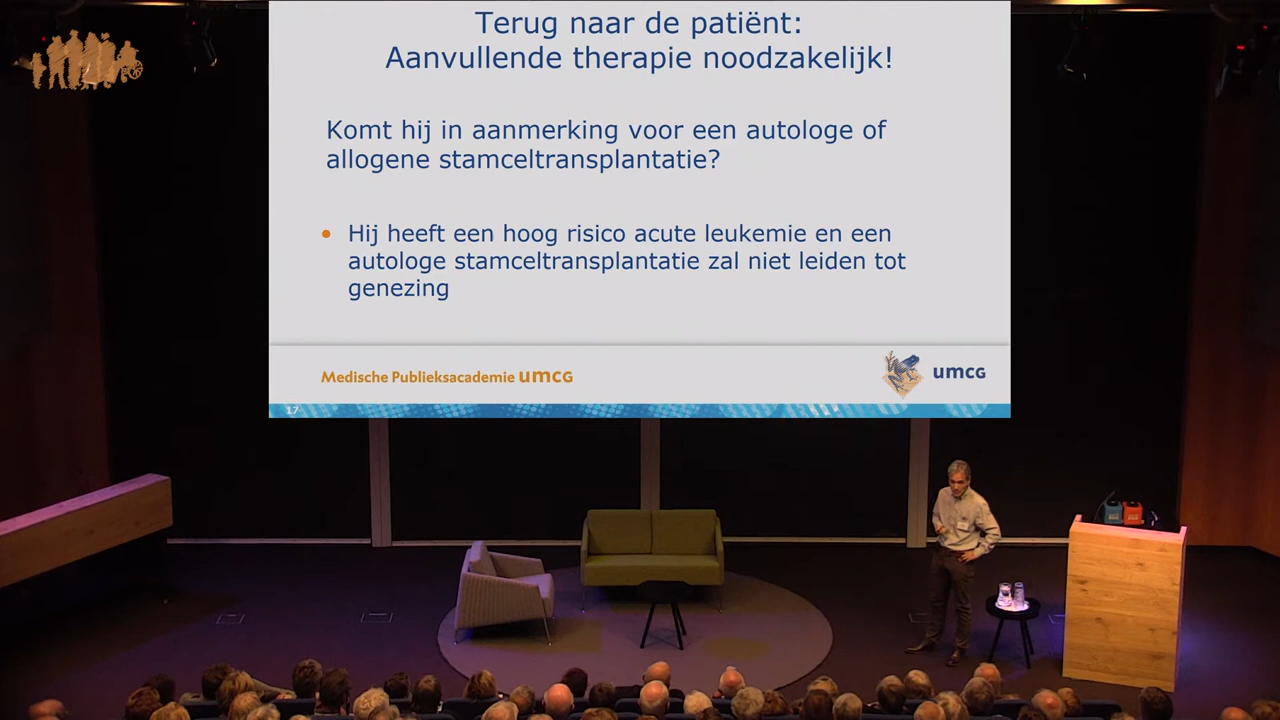 Terug naar de patiënt:
Aanvullende therapie noodzakelijk!
Komt hij in aanmerking voor een autologe of
allogene stamceltransplantatie?
• Hij heeft een hoog risico acute leukemie en een
autologe stamceltransplantatie zal niet leiden tot
genezing
Medische Publieksacademie umcg
umcg
17